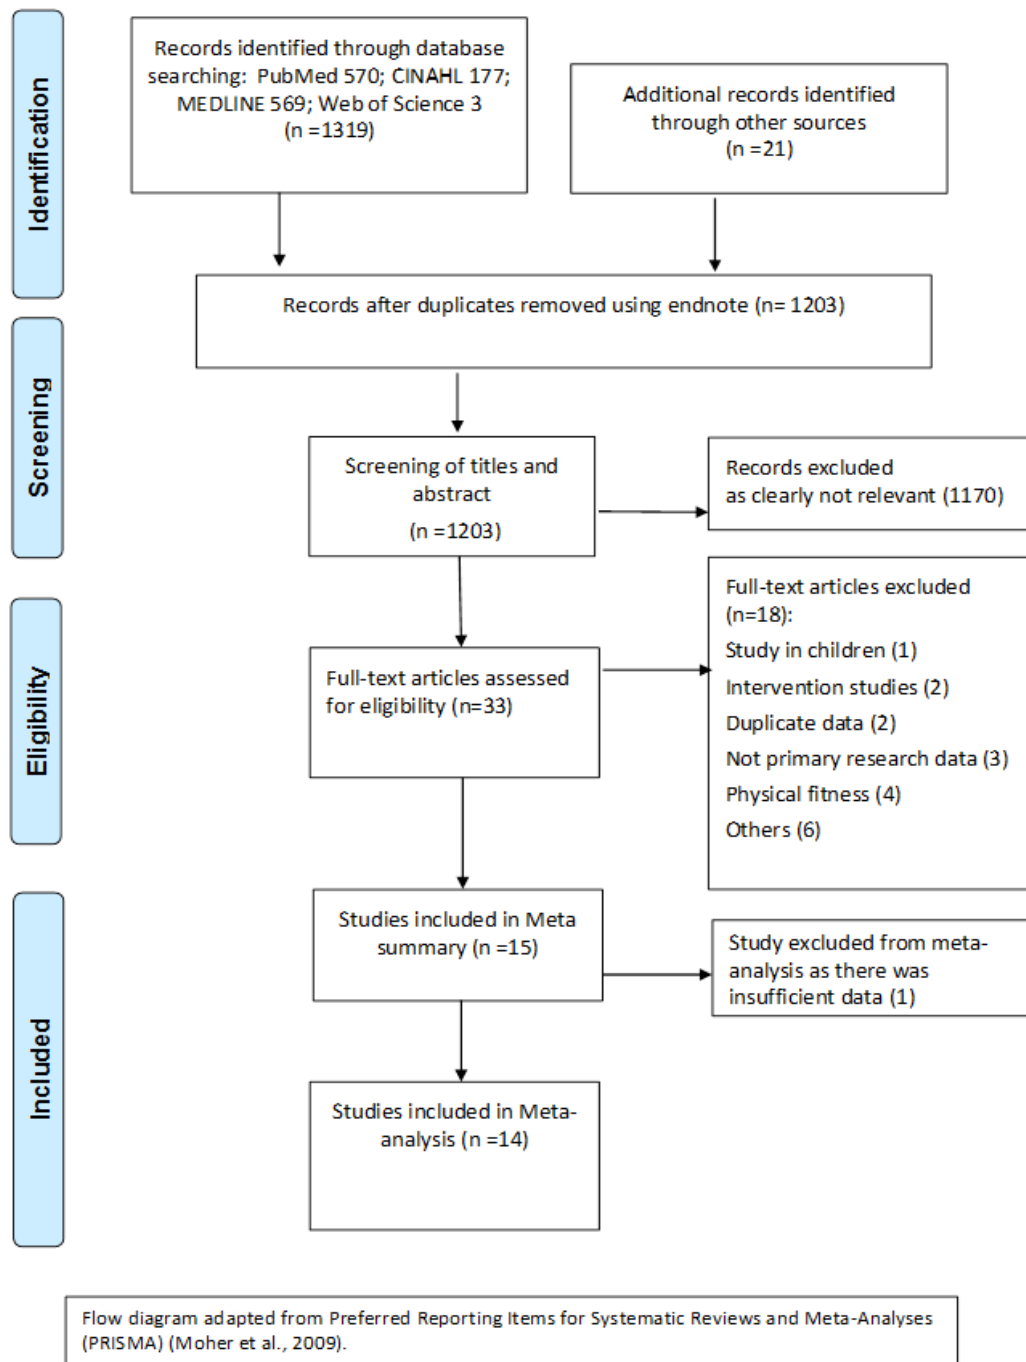 Identification
Records identified through database
searching: PubMed 570; CINAHL 177;
MEDLINE 569; Web of Science 3
(n =1319)
Additional records identified
through other sources
(n =21)
Records after duplicates removed using endnote (n= 1203)
Screening
Screening of titles and
abstract
(n =1203)
Records excluded
as clearly not relevant (1170)
Eligibility
Full-text articles assessed
for eligibility (n=33)
Full-text articles excluded
(n=18):
Study in children (1)
Intervention studies (2)
Duplicate data (2)
Not primary research data (3)
Physical fitness (4)
Others (6)
Included
Studies included in Meta
summary (n =15)
Study excluded from meta-
analysis as there was
insufficient data (1)
Studies included in Meta-
analysis (n =14)
Flow diagram adapted from Preferred Reporting Items for Systematic Reviews and Meta-Analyses
(PRISMA) (Moher et al., 2009).